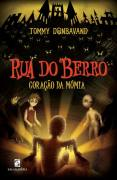 TOMMY DONBAVAND
RUA DO BERRO
CORAÇÃO DA MÚMIA